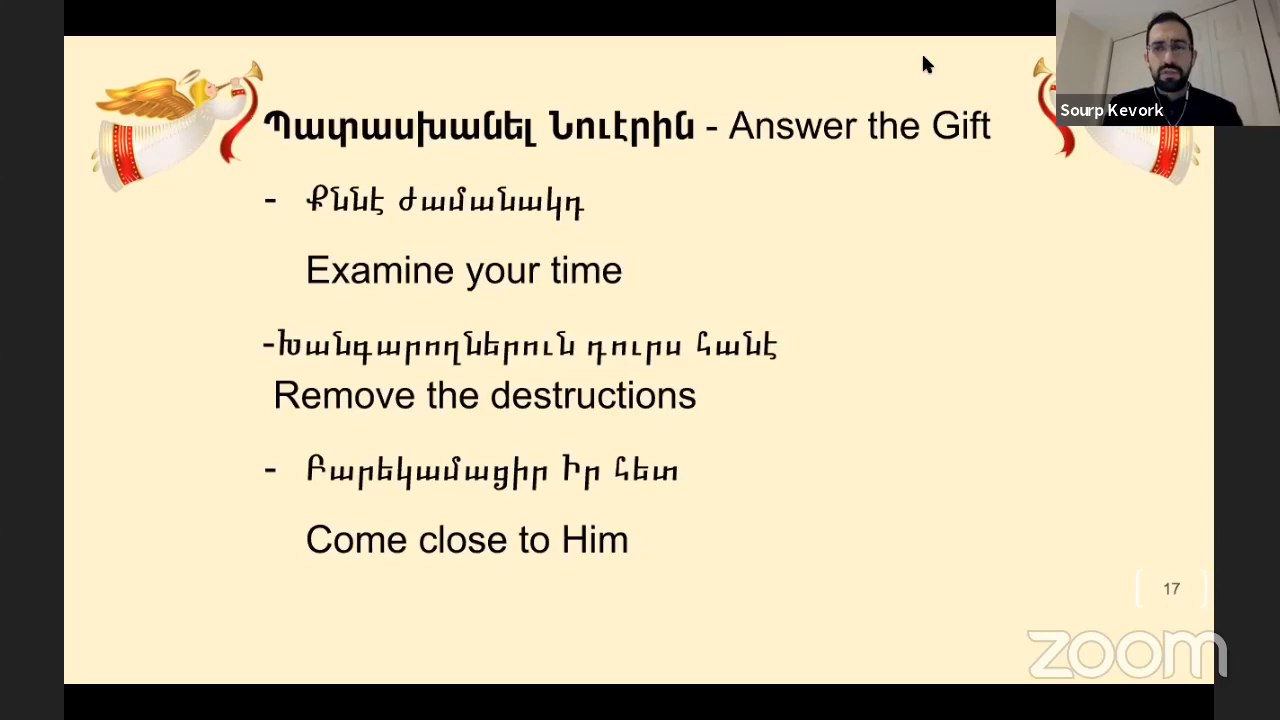 Պատասխանել Նուէրին - Answer the Gift
Sourp Kevork
- Քննէ ժամանակդ
Examine your time
-Խանգարողներուն դուրս հանէ
Remove the destructions
- Բարեկամացիր Իր հետ
Come close to Him
17
zoom